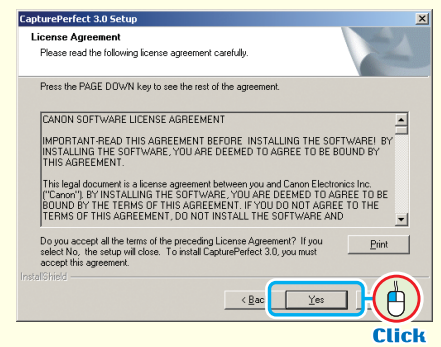 CapturePerfect 3.0 Setup
License Agreement
Please read the following license agreement carefully.
Press the PAGE DOWN key to see the rest of the agreement.
CANON SOFTWARE LICENSE AGREEMENT
IMPORTANT-READ THIS AGREEMENT BEFORE INSTALLING THE SOFTWARE! BY
INSTALLING THE SOFTWARE, YOU ARE DEEMED TO AGREE TO BE BOUND BY
THIS AGREEMENT.
This legal document is a license agreement between you and Canon Electronics Inc.
("Canon"). BY INSTALLING THE SOFTWARE, YOU ARE DEEMED TO AGREE TO BE
BOUND BY THE TERMS OF THIS AGREEMENT. IF YOU DO NOT AGREE TO THE
TERMS OF THIS AGREEMENT, DO NOT INSTALL THE SOFTWARE AND
Do you accept all the terms of the preceding License Agreement? If you
select No, the setup will close. To install CapturePerfect 3.0, you must
accept this agreement.
Print
InstallShield
< Bac
Yes
Click